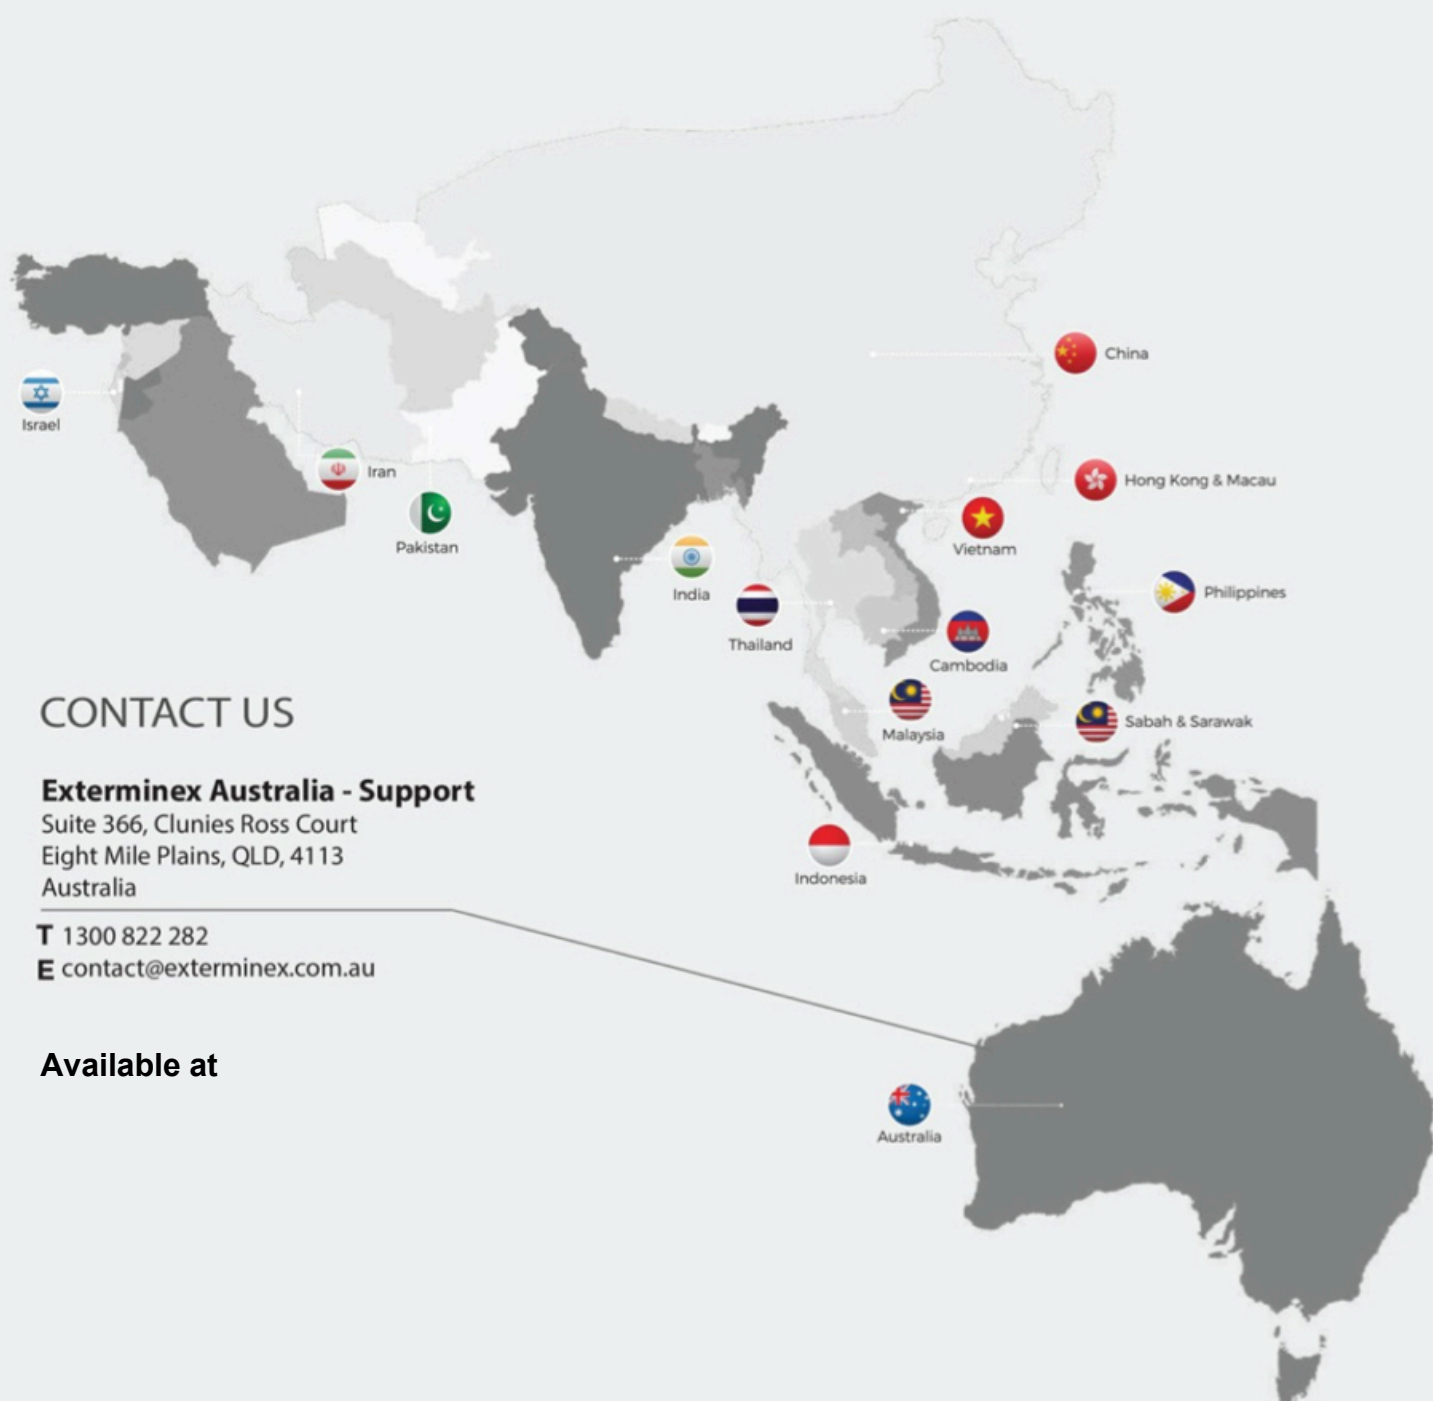 China
Israel
Iran
Hong Kong & Macau
Pakistan
Vietnam
India
Philippines
Thailand
Cambodia
Malaysia
Sabah & Sarawak
Indonesia
CONTACT US
Exterminex Australia - Support
Suite 366, Clunies Ross Court
Eight Mile Plains, QLD, 4113
Australia
T 1300 822 282
E contact@exterminex.com.au
Available at
Australia